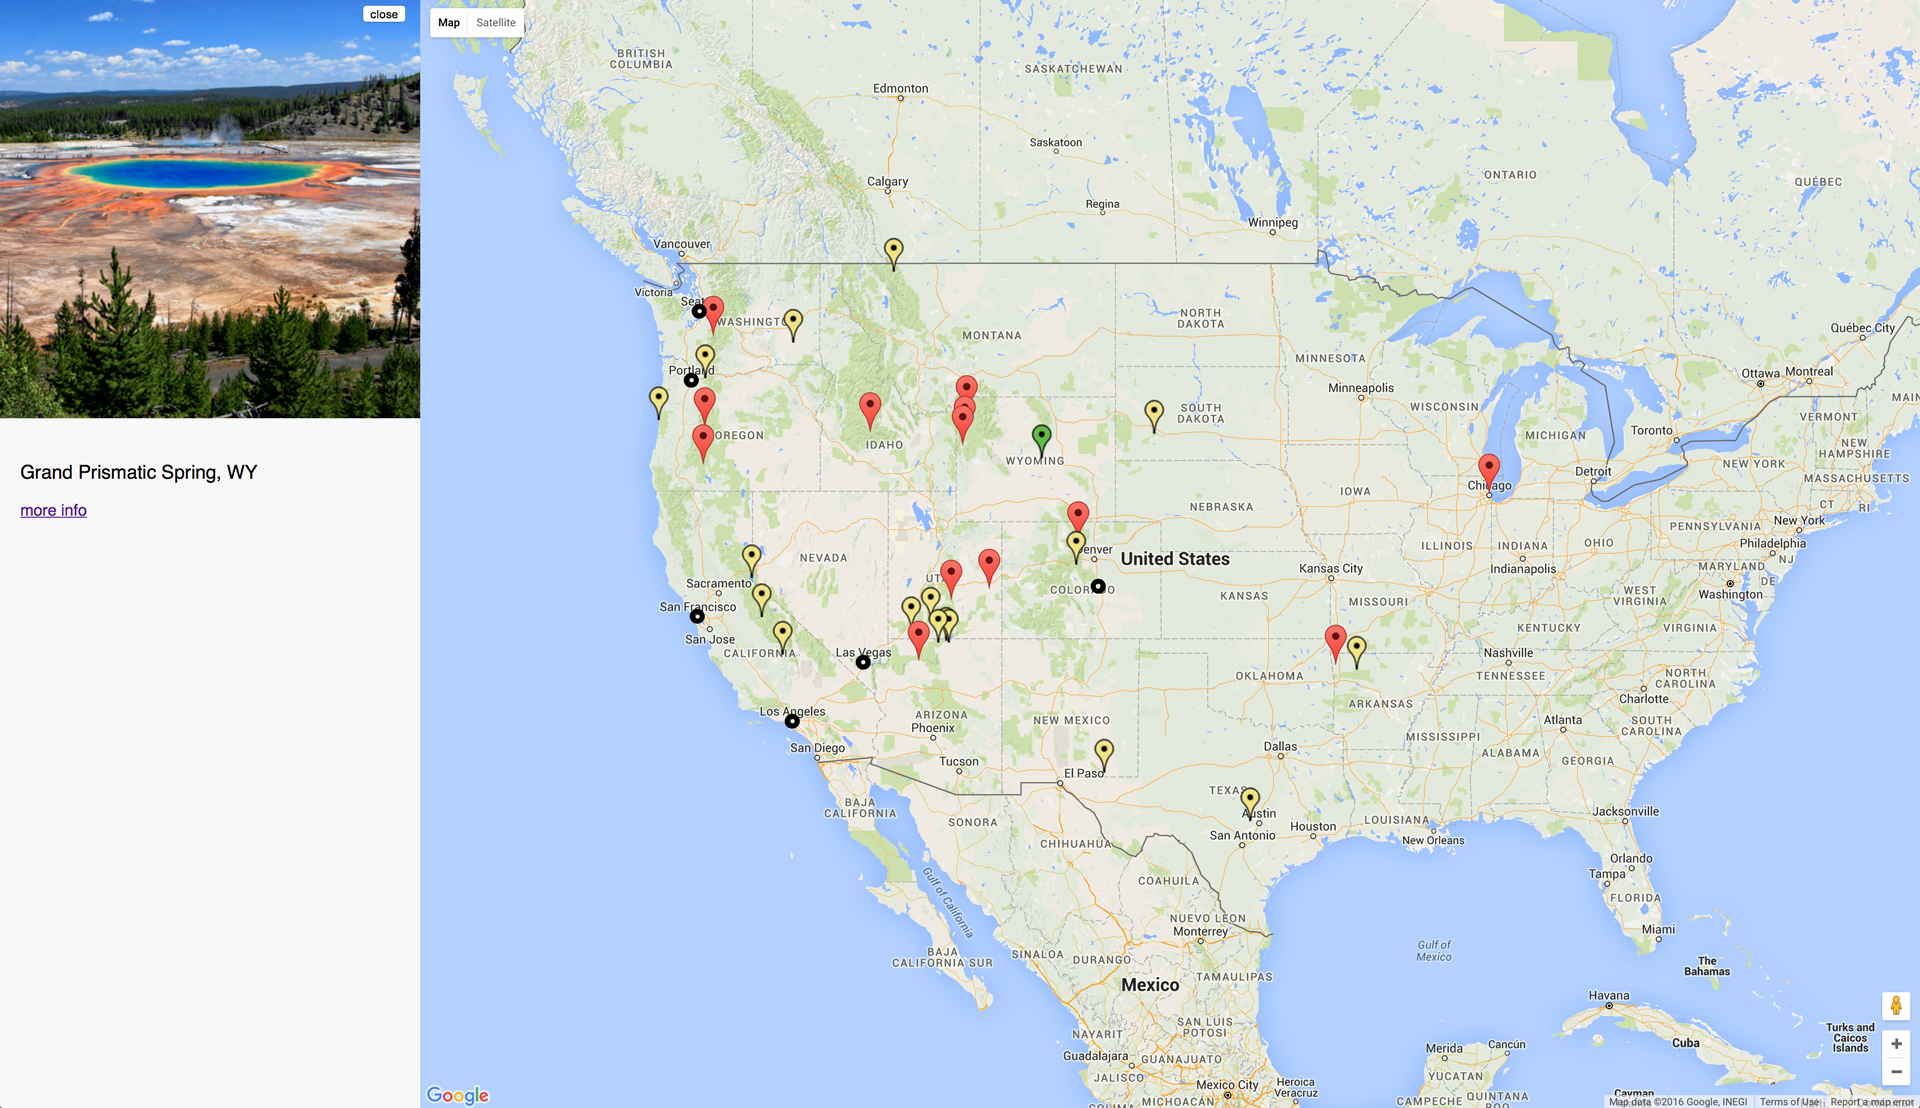 close
Grand Prismatic Spring, WY
more info
Map
Satellite
BRITISH
COLUMBIA
SASKATCHEWAN
Edmonton
Saskatoon
Calgary
ONTARIO
QUÉBEC
Regina
Winnipeg
Vancouver
Victoria
WASHINGTO
NORTH
DAKOTA
MONTANA
Québec City
MINNESOTA
Portland
Ottawa
Montreal
Minneapolis
MAIN
WISCONSIN
SOUTH
DAKOTA
VERMONT
Toronto
OREGON
MICHIGAN
IDAHO
NEW
HAMPSHIRE
WYOMING
NEW YORK
Detroit
MASSACHUSETTS
Chicago
IOWA
CT
RI
NEBRASKA
PENNSYLVANIA
New York
ILLINOIS
INDIANA
OHIO
Philadelphia
NEVADA
Denver
United States
NJ
Kansas City
Indianapolis
MARYLAND
DE
Sacramento
UTAH
COLORADO
KANSAS
MISSOURI
WEST
VIRGINIA
Washington
San Francisco
San Jose
KENTUCKY
VIRGINIA
CALIFORNIA
Las Vegas
Nashville
OKLAHOMA
TENNESSEE
NORTH
CAROLINA
Charlotte
ARKANSAS
Los Angeles
ARIZONA
Phoenix
NEW MEXICO
Atlanta
SOUTH
CAROLINA
San Diego
Dallas
MISSISSIPPI
ALABAMA
GEORGIA
Tucson
El Paso
TEXAS
BAJA
CALIFORNIA
Austin
SONORA
Houston
LOUISIANA
Jacksonville
San Antonio
New Orleans
CHIHUAHUA
Orlando
Tampa
COAHUILA
FLORIDA
Gulf of California
NUEVO LEON
Monterrey
Miami
Gulf of
Mexico
BAJA
CALIFORNIA SUR
SINALOA
DURANGO
The
Bahamas
TAMAULIPAS
Mexico
Havana
SAN LUIS
POTOSI
NAYARIT
Turks and
Caicos
Islands
Cuba
Guadalajara
GUANAJUATO
Merida
Cancún
JALISCO
YUCATAN
Mexico City
Heroica
Veracruz
MICHOACÁN
CAMPECHE
QUINTANA
Cayman
Google
Map data ©2016 Google, INEGI
Terms of Use
Report a map error